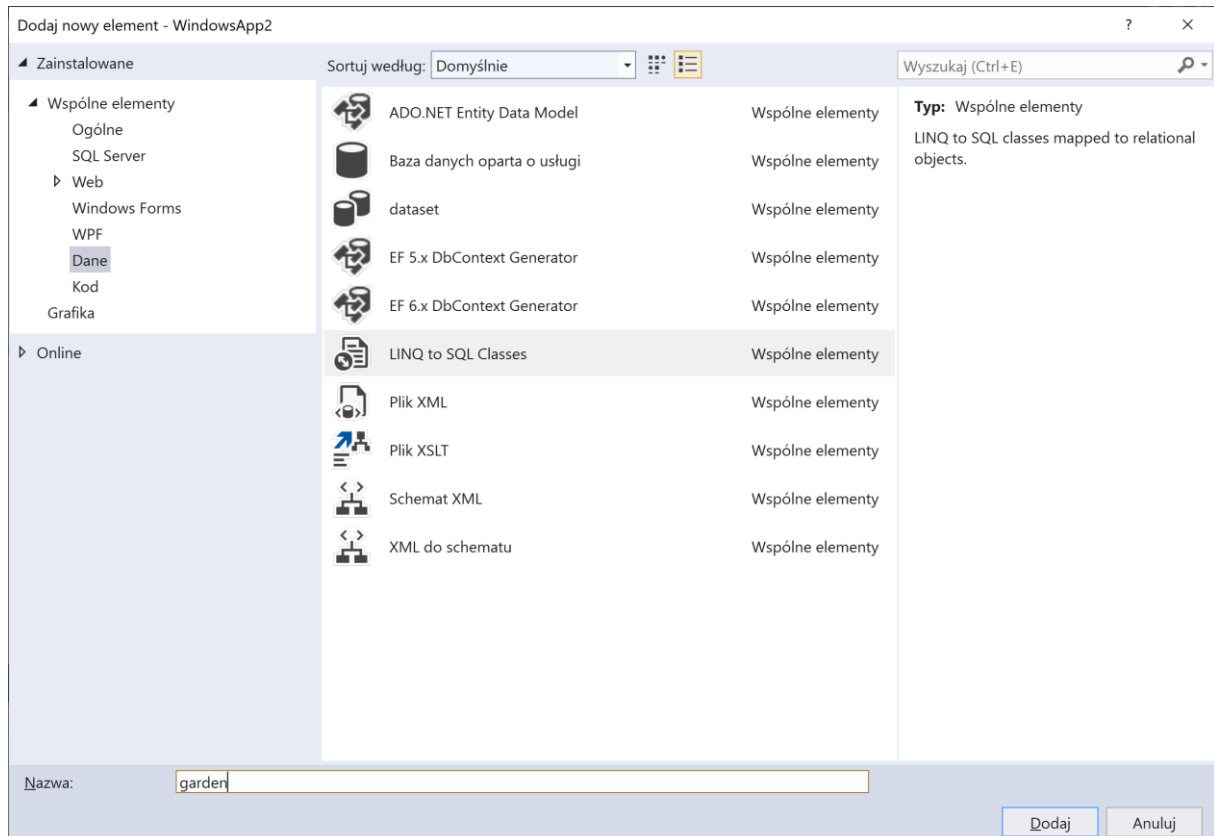 Dodaj nowy element - WindowsApp2
?
Zainstalowane
Wspólne elementy
Ogólne
SQL Server
Web
Windows Forms
WPF
Dane
Kod
Grafika
Online
Sortuj według: Domyślnie
ADO.NET Entity Data Model Wspólne elementy
Baza danych oparta o usługi Wspólne elementy
dataset Wspólne elementy
EF 5.x DbContext Generator Wspólne elementy
EF 6.x DbContext Generator Wspólne elementy
LINQ to SQL Classes Wspólne elementy
Plik XML Wspólne elementy
Plik XSLT Wspólne elementy
Schemat XML Wspólne elementy
XML do schematu Wspólne elementy
Wyszukaj (Ctrl+E)
Typ: Wspólne elementy
LINQ to SQL classes mapped to relational
objects.
Nazwa: garden
Dodaj Anuluj